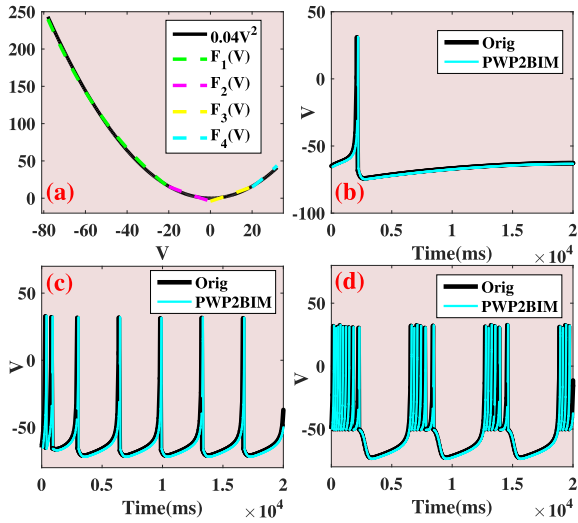 250
200
150
100
50
0
-80 -60 -40 -20 0 20
V
0.04V²
F₁(V)
F₂(V)
F₃(V)
F₄(V)
(a)
50
0
-50
-100
V
0 0.5 1 1.5 2
Time(ms) ×10⁴
Orig
PWP2BIM
(b)
(c)
50
0
-50
V
0 0.5 1 1.5 2
Time(ms) ×10⁴
Orig
PWP2BIM
(d)
50
0
-50
V
0 0.5 1 1.5 2
Time(ms) ×10⁴
Orig
PWP2BIM